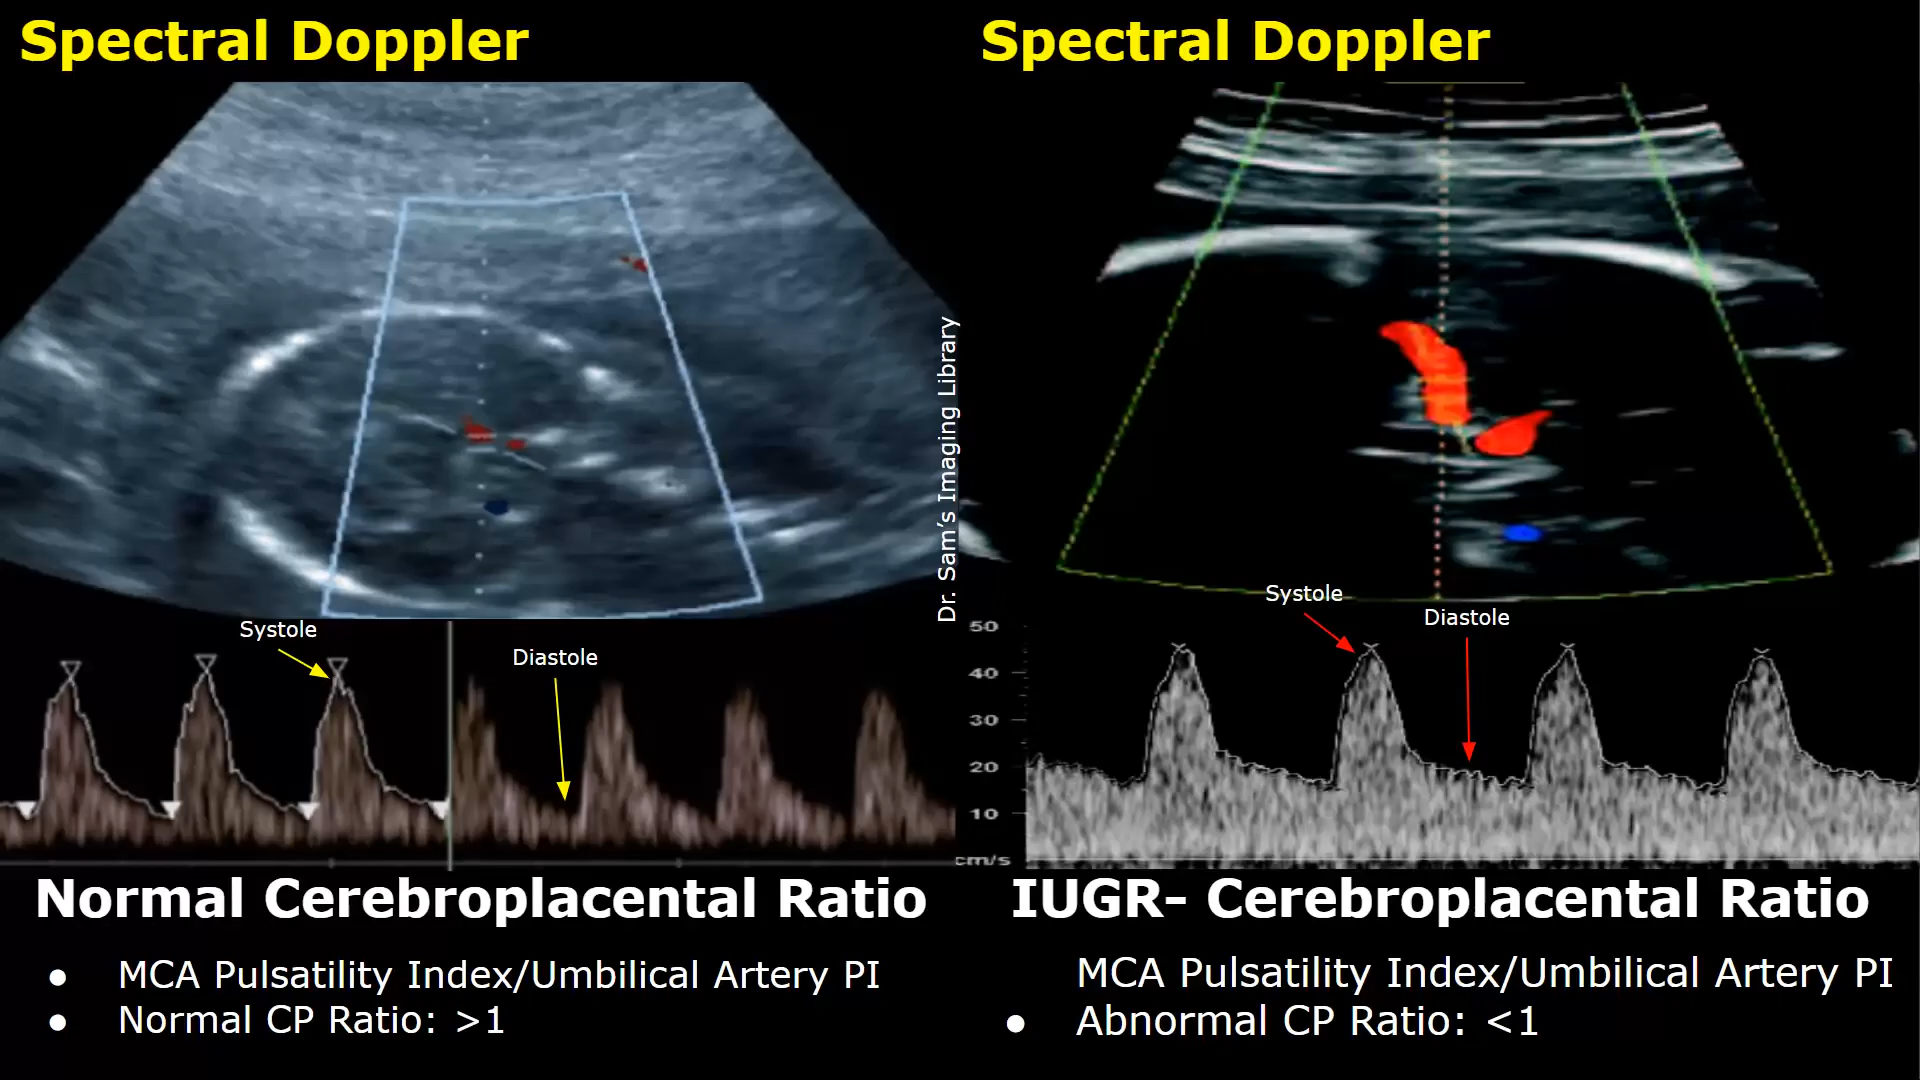 Spectral Doppler
Systole
Diastole
Normal Cerebroplacental Ratio
● MCA Pulsatility Index/Umbilical Artery PI
● Normal CP Ratio: >1
Dr. Sam's Imaging Library
Spectral Doppler
Systole
Diastole
50
40
30
20
10
cm/s
IUGR- Cerebroplacental Ratio
MCA Pulsatility Index/Umbilical Artery PI
● Abnormal CP Ratio: <1